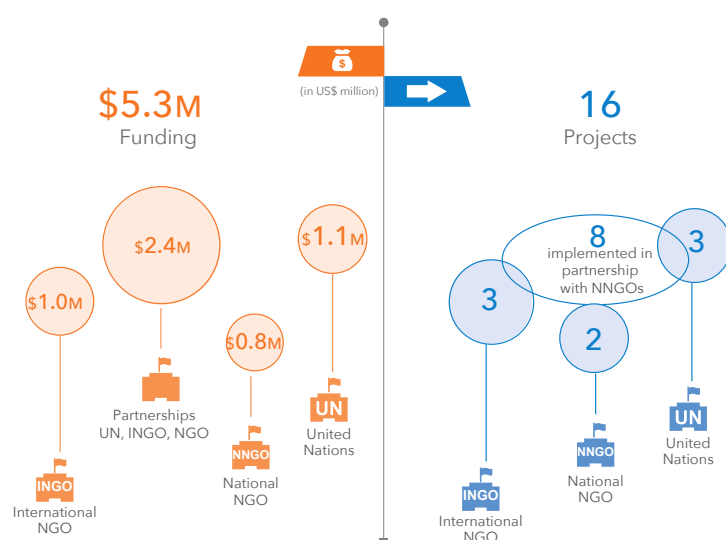 $
(in US$ million)
$5.3M
Funding
$2.4M
$1.1M
$1.0M
$0.8M
Partnerships
UN, INGO, NGO
UN
United
Nations
NNGO
National
NGO
INGO
International
NGO
16
Projects
8
implemented in
partnership
with NNGOs
3
3
2
UN
United
Nations
NNGO
National
NGO
INGO
International
NGO